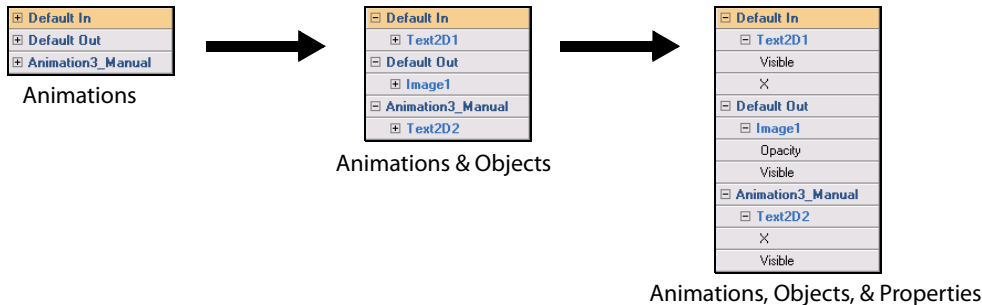 Default In
Default Out
Animation3_Manual
Animations
Default In
Text2D1
Default Out
Image1
Animation3_Manual
Text2D2
Animations & Objects
Default In
Text2D1
Visible
X
Default Out
Image1
Opacity
Visible
Animation3_Manual
Text2D2
X
Visible
Animations, Objects, & Properties